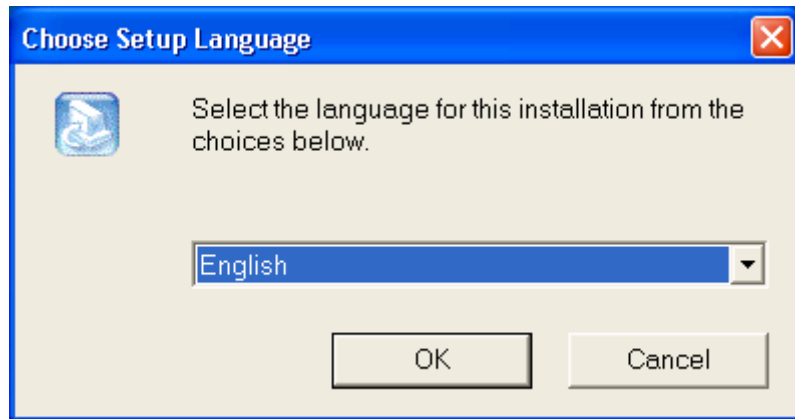 Choose Setup Language
Select the language for this installation from the
choices below.
English
OK
Cancel